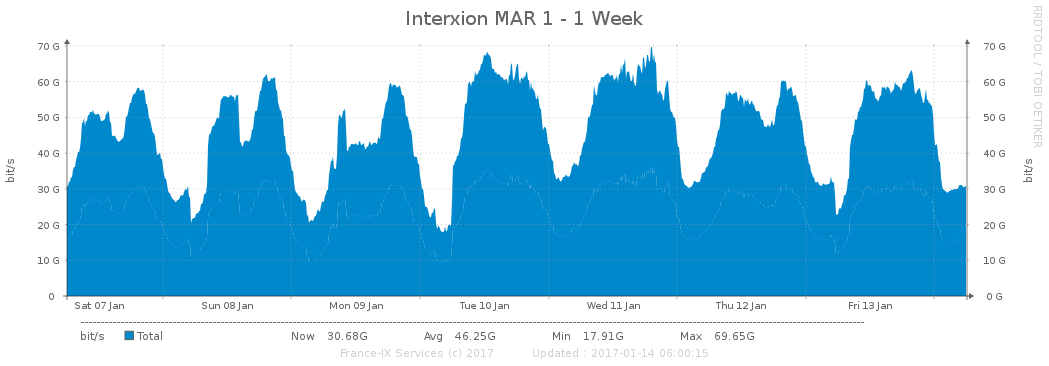 Interxion MAR 1 - 1 Week
RRDTOOL / TOBI OETIKER
bit/s
bit/s
70 G 70 G
60 G 60 G
50 G 50 G
40 G 40 G
30 G 30 G
20 G 20 G
10 G 10 G
0 0 G
Sat 07 Jan Sun 08 Jan Mon 09 Jan Tue 10 Jan Wed 11 Jan Thu 12 Jan Fri 13 Jan
bit/s Total Now 30.68G Avg 46.25G Min 17.91G Max 69.65G
France-IX Services (c) 2017 Updated : 2017-01-14 06:00:15